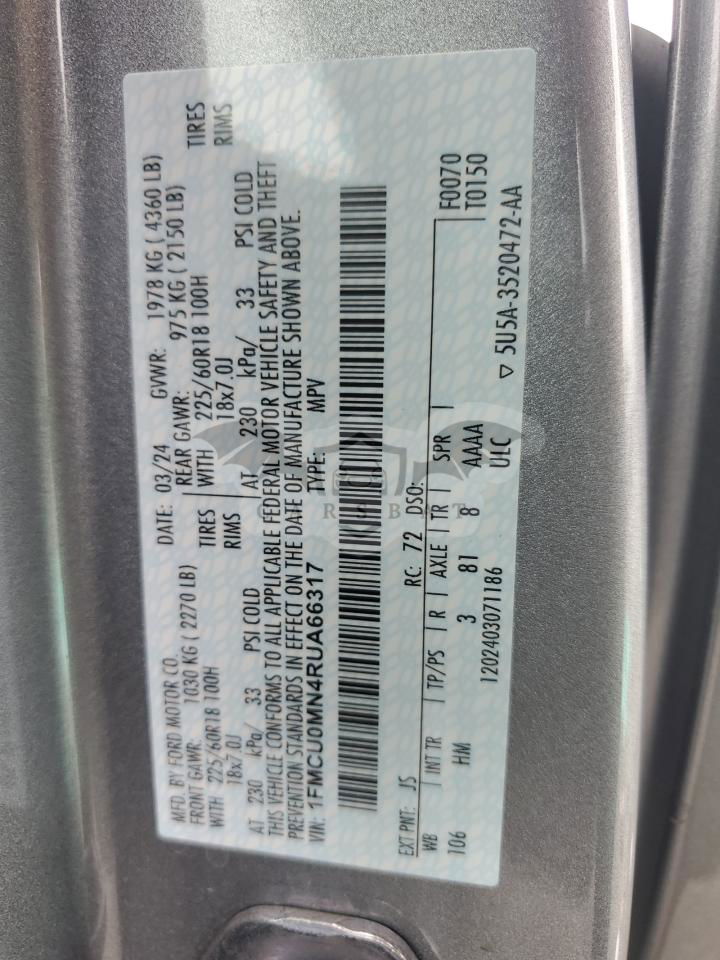 MFD. BY FORD MOTOR CO.
DATE: 03/24 GVWR: 1978 KG ( 4360 LB)
FRONT GAWR: 1030 KG ( 2270 LB) REAR GAWR: 975 KG ( 2150 LB)
WITH 225/60R18 100H TIRES WITH 225/60R18 100H TIRES
18x7.0J RIMS 18x7.0J RIMS
AT 230 kPa/ 33 PSI COLD AT 230 kPa/ 33 PSI COLD
THIS VEHICLE CONFORMS TO ALL APPLICABLE FEDERAL MOTOR VEHICLE SAFETY AND THEFT
PREVENTION STANDARDS IN EFFECT ON THE DATE OF MANUFACTURE SHOWN ABOVE.
VIN: 1FMCU0MN4RUA66317 TYPE: MPV
CARSBAT
EXT PNT: JS RC: 72 DSO:
WB INT TR TP/PS R AXLE TR SPR F0070
106 HM 3 81 8 AAAA T0150
1202403071186 ULC
▽ 5U5A-3520472-AA